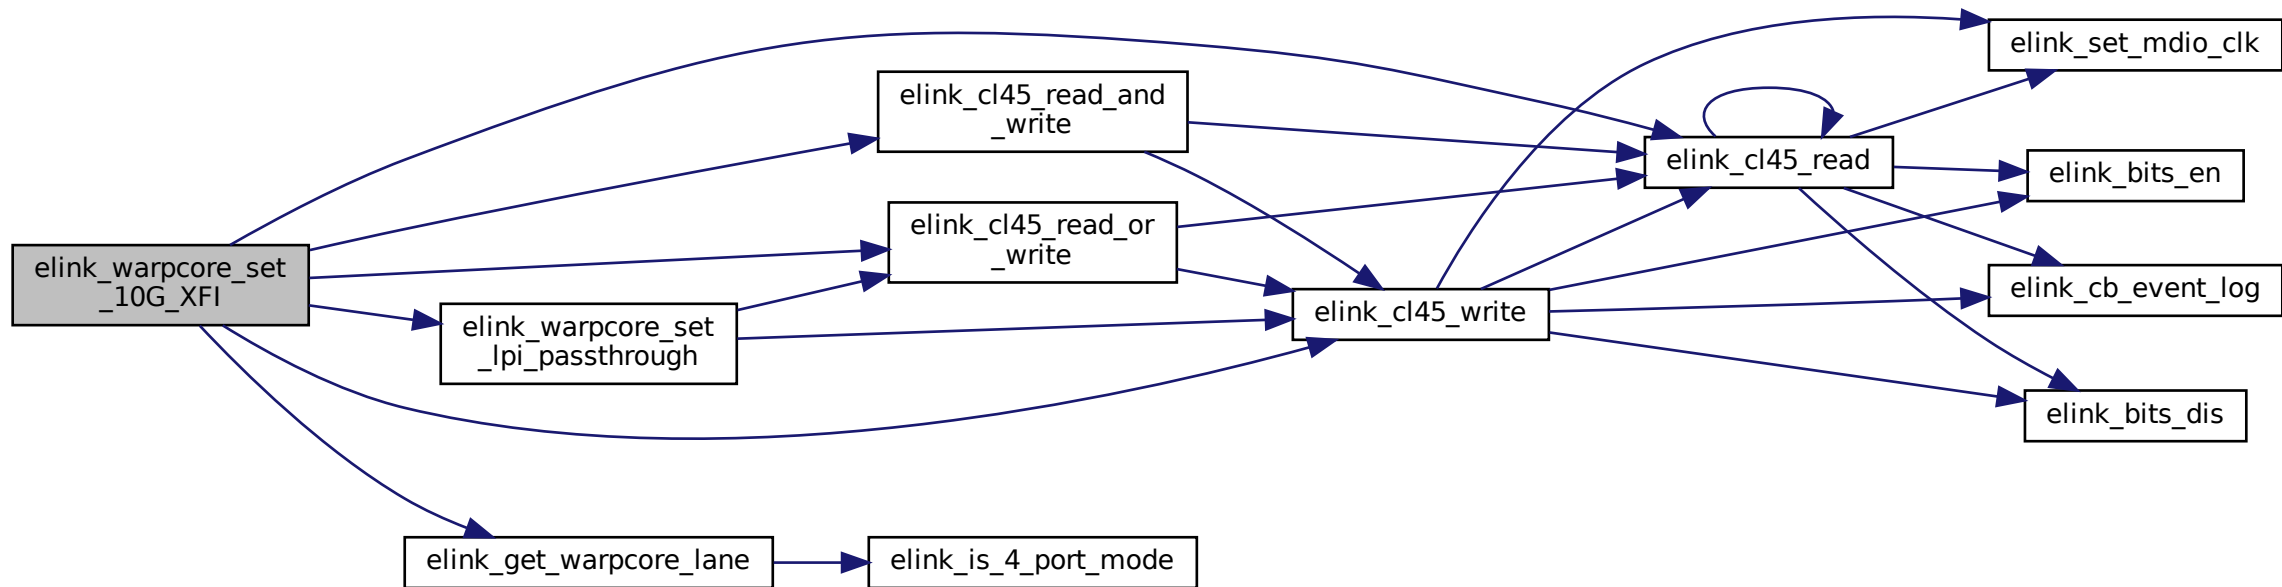 elink_warpcore_set
_10G_XFI
elink_cl45_read_and
_write
elink_cl45_read_or
_write
elink_warpcore_set
_lpi_passthrough
elink_get_warpcore_lane
elink_is_4_port_mode
elink_cl45_write
elink_cl45_read
elink_set_mdio_clk
elink_bits_en
elink_cb_event_log
elink_bits_dis